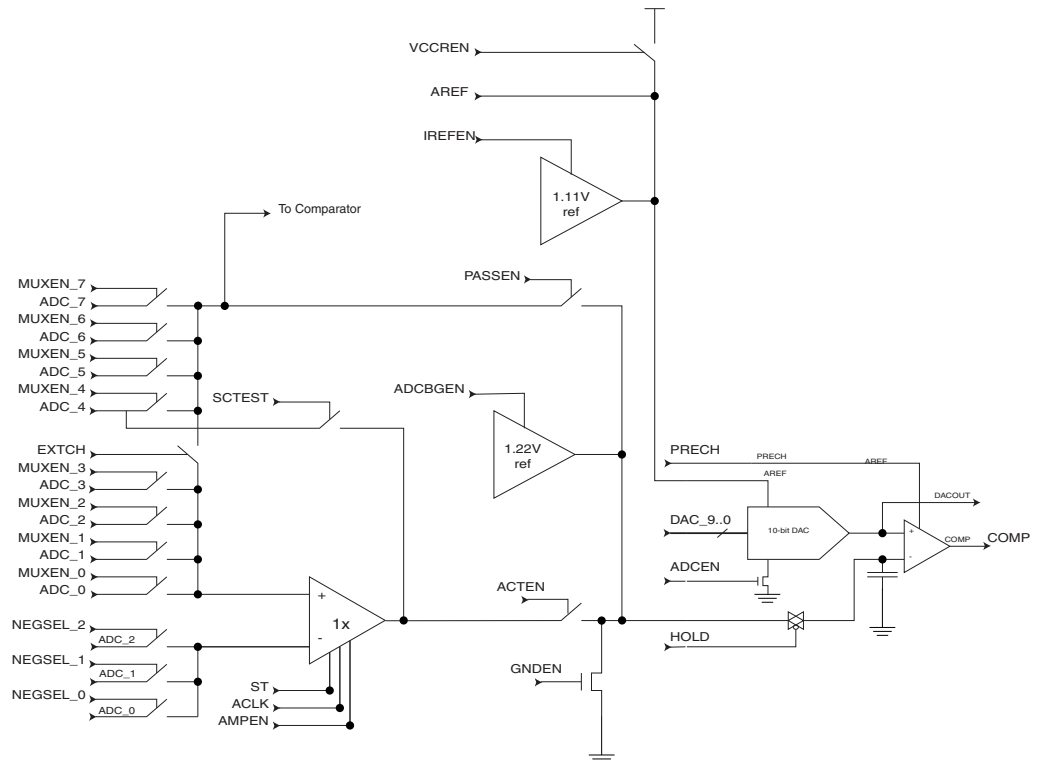 VCCREN
AREF
IREFEN
1.11V
ref
To Comparator
PASSEN
MUXEN_7
ADC_7
MUXEN_6
ADC_6
MUXEN_5
ADC_5
MUXEN_4
ADC_4
SCTEST
ADCBGEN
1.22V
ref
EXTCH
MUXEN_3
ADC_3
MUXEN_2
ADC_2
MUXEN_1
ADC_1
MUXEN_0
ADC_0
PRECH
PRECH
AREF
AREF
DACOUT
DAC_9..0
10-bit DAC
+
-
COMP
COMP
ADCEN
ACTEN
HOLD
GNDEN
+
1x
-
NEGSEL_2
ADC_2
NEGSEL_1
ADC_1
NEGSEL_0
ADC_0
ST
ACLK
AMPEN